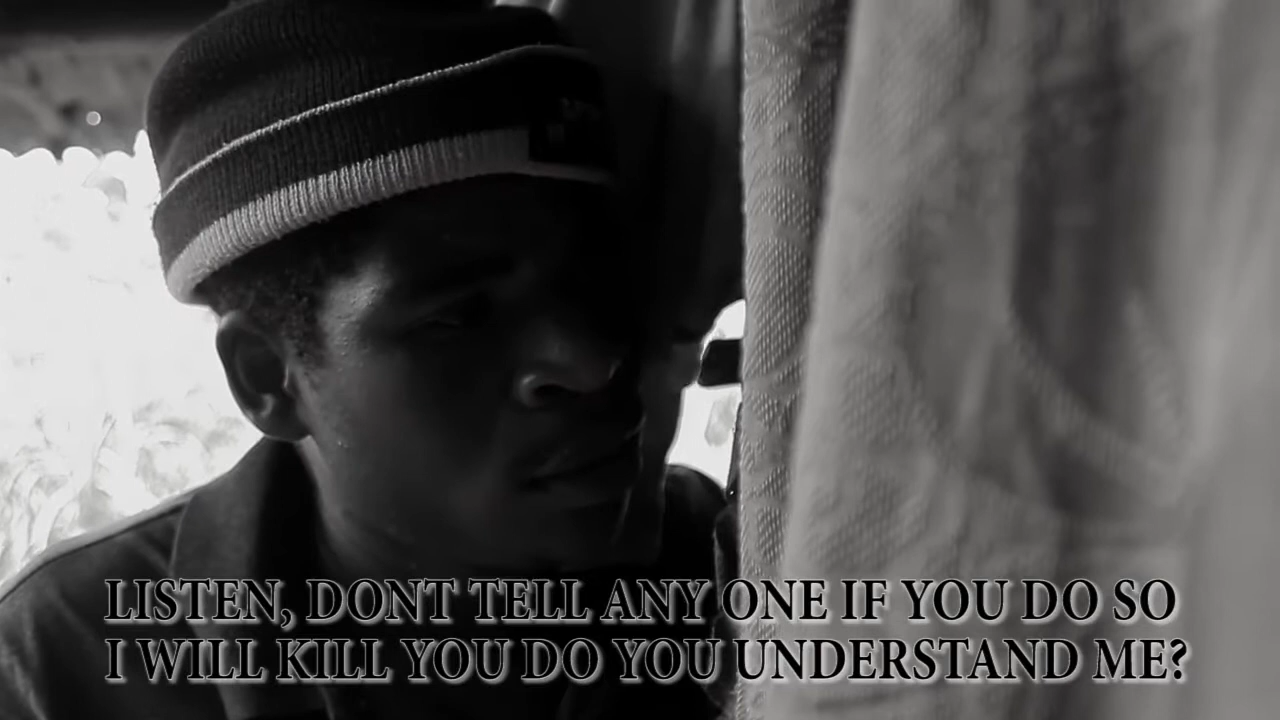 LISTEN, DONT TELL ANY ONE IF YOU DO SO
I WILL KILL YOU DO YOU UNDERSTAND ME?